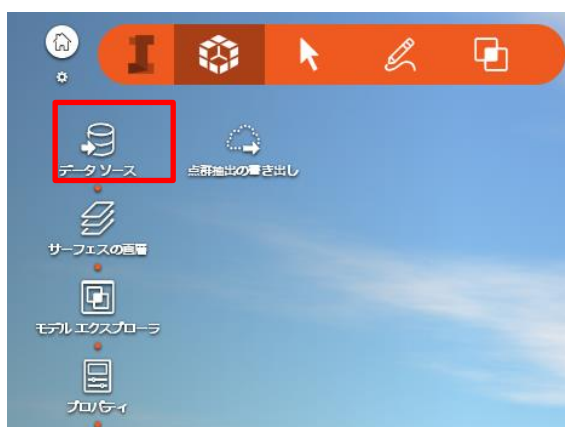 データ ソース
点群抽出の書き出し
サーフェスの画層
モデル エクスプローラ
プロパティ